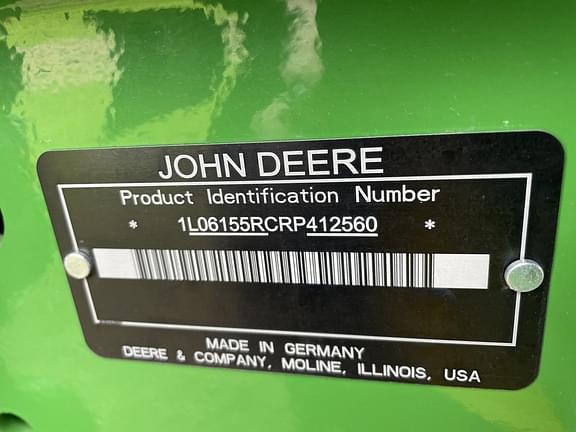 JOHN DEERE
Product Identification Number
* 1L06155RCRP412560 *
MADE IN GERMANY
DEERE & COMPANY, MOLINE, ILLINOIS, USA